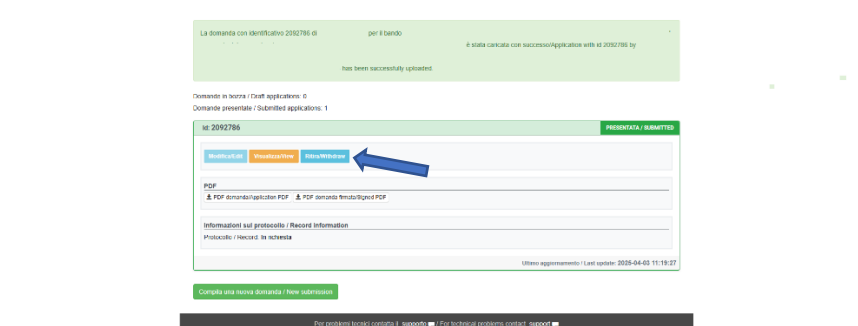 La domanda con identificativo 2092786 di per il bando
è stata caricata con successo/Application with id 2092786 by
has been successfully uploaded.
Domande in bozza / Draft applications: 0
Domande presentate / Submitted applications: 1
Id: 2092786 PRESENTATA / SUBMITTED
Modifica/Edit Visualizza/View Ritira/Withdraw
PDF
PDF domanda/Application PDF PDF domanda firmata/Signed PDF
Informazioni sul protocollo / Record information
Protocollo / Record: In richiesta
Ultimo aggiornamento / Last update: 2025-04-03 11:19:27
Compila una nuova domanda / New submission
Per problemi tecnici contatta il supporto / For technical problems contact support